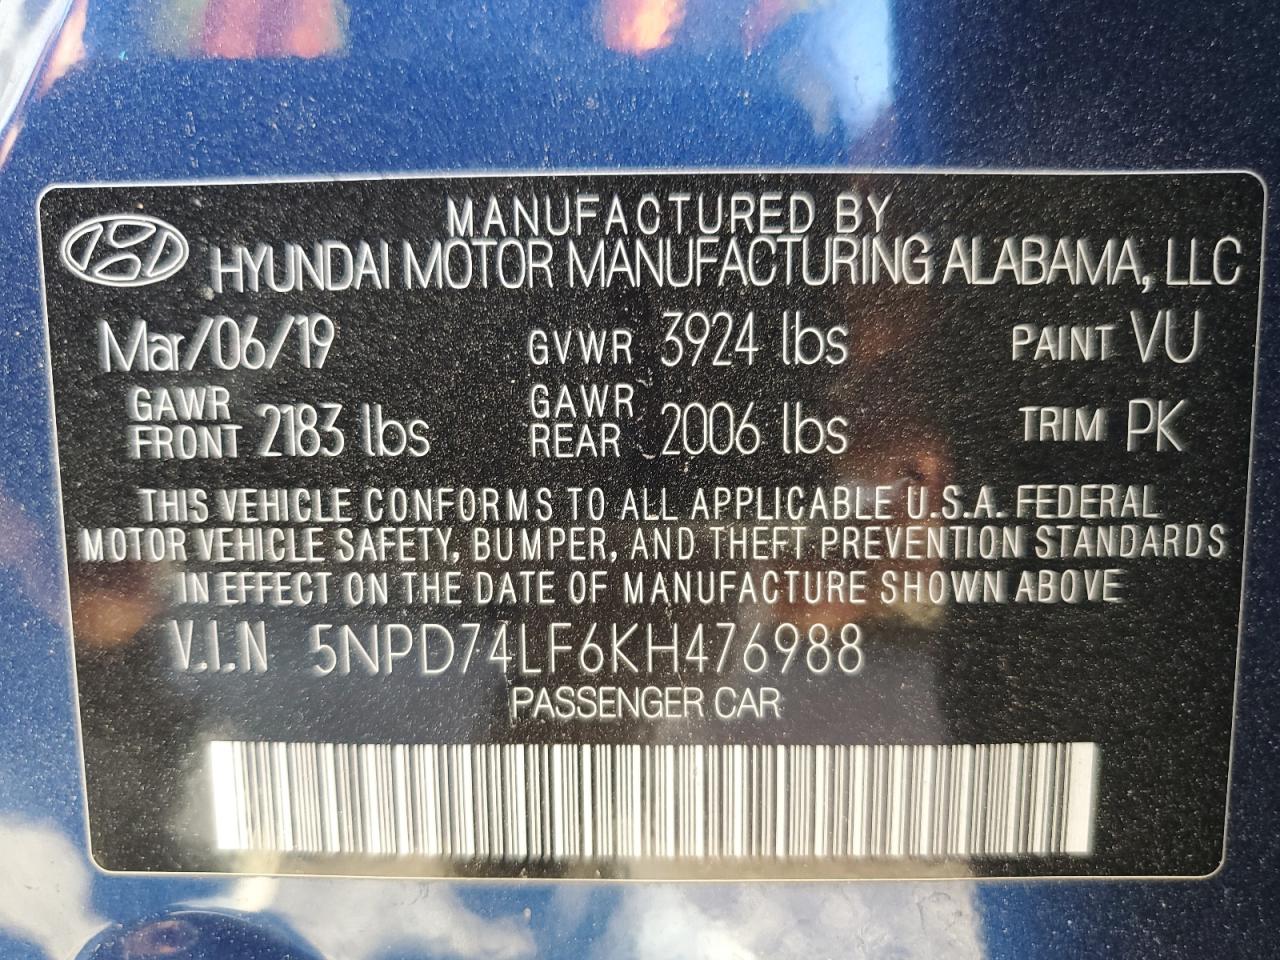 MANUFACTURED BY
HYUNDAI MOTOR MANUFACTURING ALABAMA, LLC
Mar/06/19 GVWR 3924 lbs PAINT VU
GAWR FRONT 2183 lbs GAWR REAR 2006 lbs TRIM PK
THIS VEHICLE CONFORMS TO ALL APPLICABLE U.S.A. FEDERAL
MOTOR VEHICLE SAFETY, BUMPER, AND THEFT PREVENTION STANDARDS
IN EFFECT ON THE DATE OF MANUFACTURE SHOWN ABOVE
V.I.N 5NPD74LF6KH476988
PASSENGER CAR